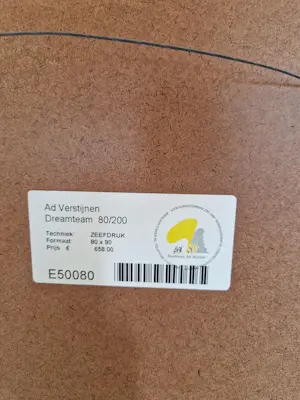 Ad Verstijnen
Dreamteam 80/200
Techniek: ZEEFDRUK
Formaat: 80 x 90
Prijs € 658.00
E50080